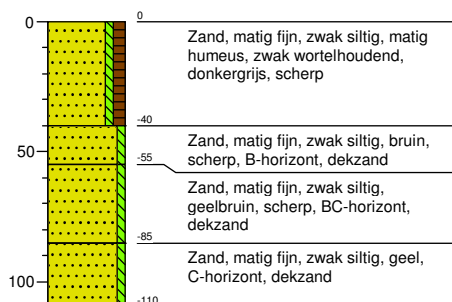 0
0
Zand, matig fijn, zwak siltig, matig
humeus, zwak wortelhoudend,
donkergrijs, scherp
-40
Zand, matig fijn, zwak siltig, bruin,
scherp, B-horizont, dekzand
50
-55
Zand, matig fijn, zwak siltig,
geelbruin, scherp, BC-horizont,
dekzand
-85
Zand, matig fijn, zwak siltig, geel,
C-horizont, dekzand
100
-110